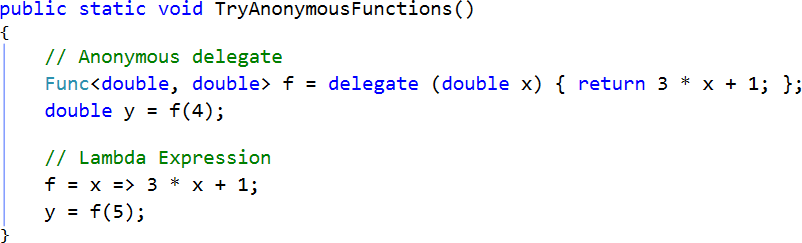 public static void TryAnonymousFunctions()
{
// Anonymous delegate
Func<double, double> f = delegate (double x) { return 3 * x + 1; };
double y = f(4);
// Lambda Expression
f = x => 3 * x + 1;
y = f(5);
}